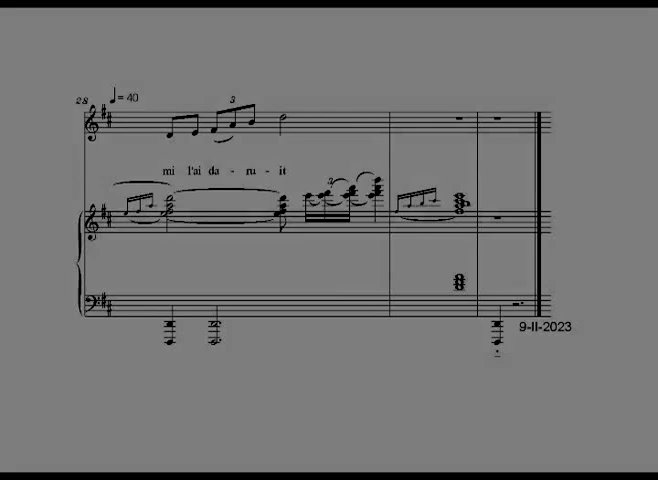 28
= 40
3
mi l'ai da - ru - it
3
9-II-2023